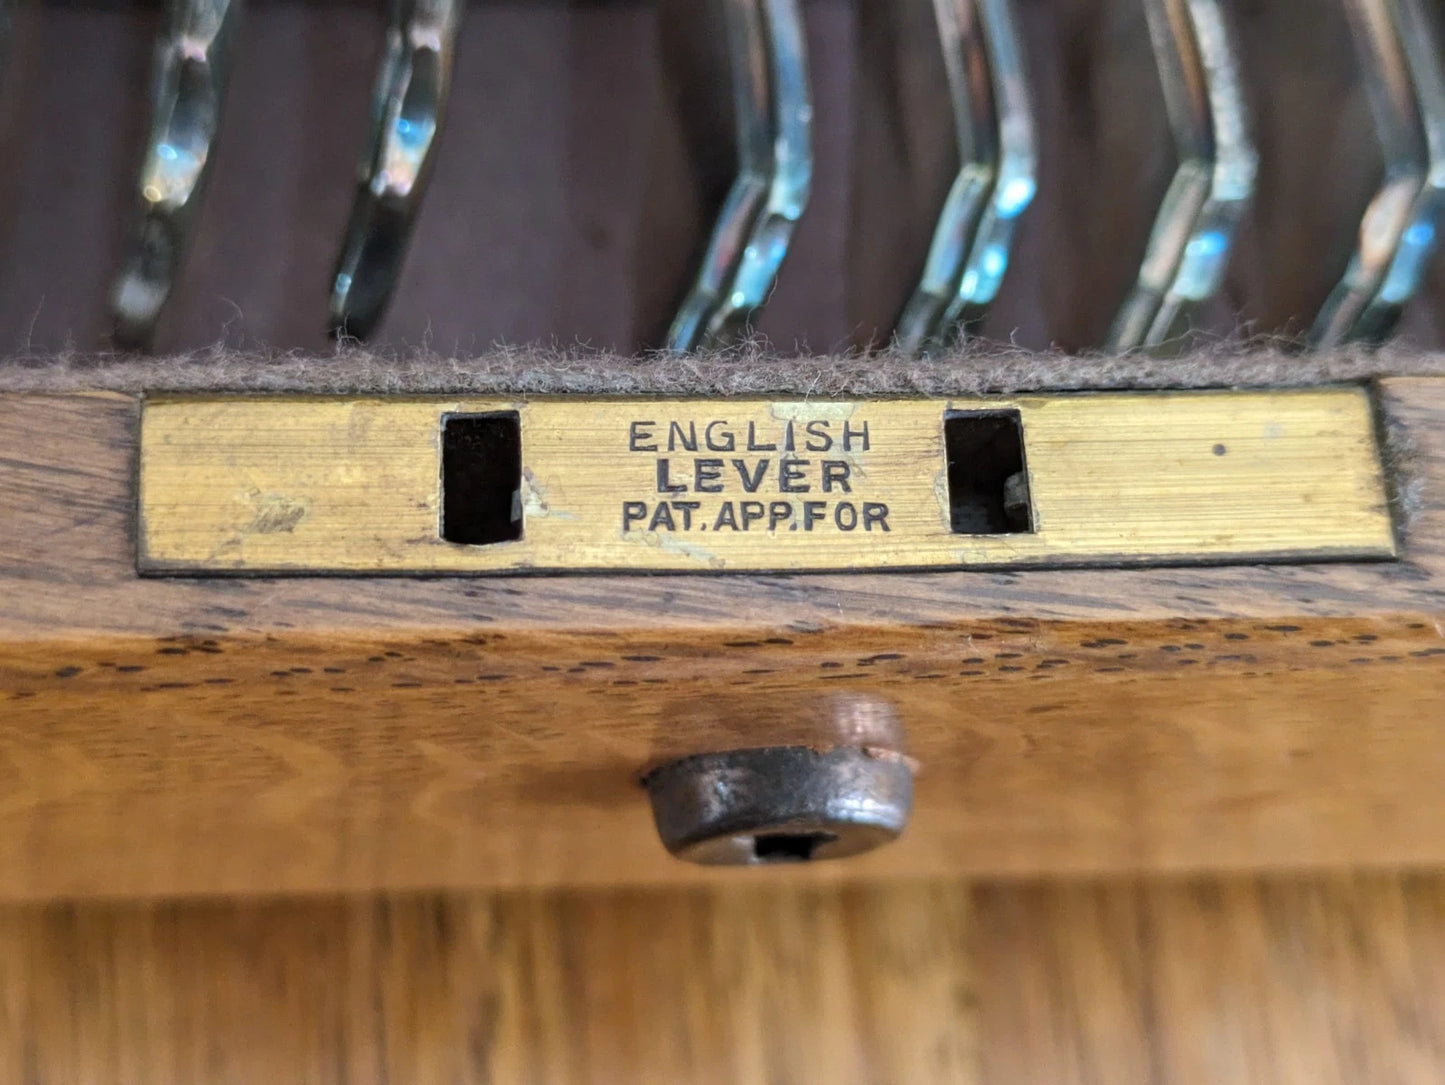 ENGLISH
LEVER
PAT. APP. FOR